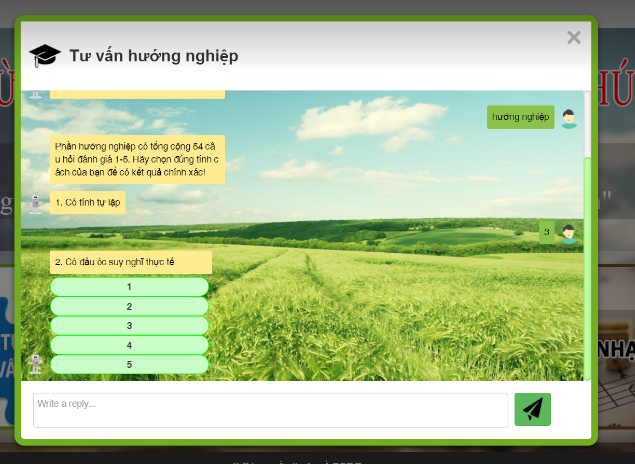 Tư vấn hướng nghiệp
hướng nghiệp
Phần hướng nghiệp có tổng cộng 54 câ
u hỏi đánh giá 1-5. Hãy chọn đúng tính c
ách của bạn để có kết quả chính xác!
1. Có tính tự lập
3
2. Có đầu óc suy nghĩ thực tế
1
2
3
4
5
Write a reply...